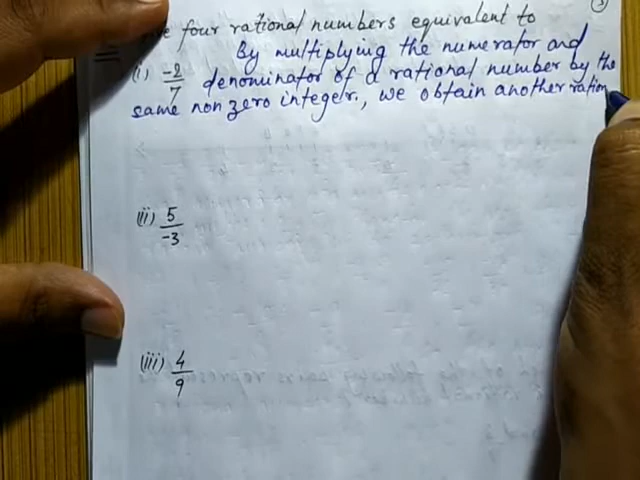 four rational numbers equivalent to
By multiplying the numerator and
(i) -2/7 denominator of a rational number by the
same non zero integer., we obtain another ration
(ii) 5/-3
(iii) 4/9